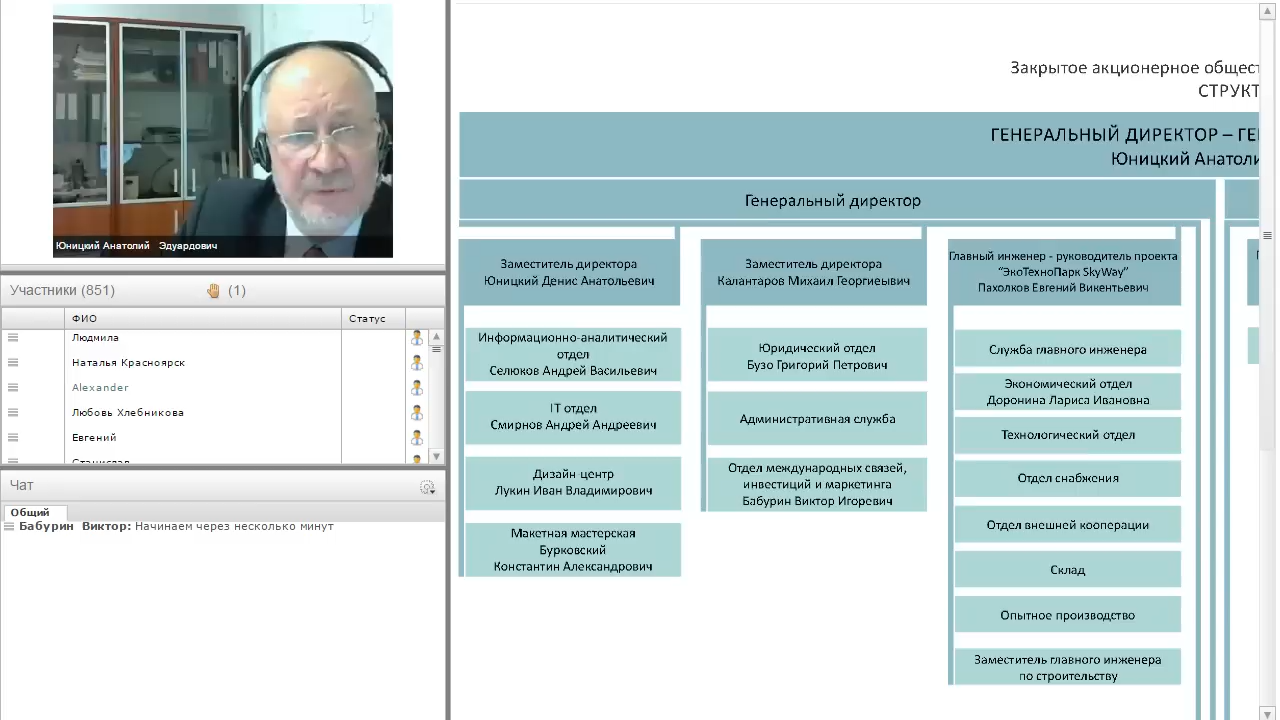 Юницкий Анатолий Эдуардович
Участники (851)
(1)
ФИО
Статус
Людмила
Наталья Красноярск
Alexander
Любовь Хлебникова
Евгений
Станислав
Чат
Общий
Бабурин Виктор: Начинаем через несколько минут
Закрытое акционерное общест
СТРУКТ
ГЕНЕРАЛЬНЫЙ ДИРЕКТОР – ГЕ
Юницкий Анатоли
Генеральный директор
Заместитель директора
Юницкий Денис Анатольевич
Информационно-аналитический
отдел
Селюков Андрей Васильевич
IT отдел
Смирнов Андрей Андреевич
Дизайн центр
Лукин Иван Владимирович
Макетная мастерская
Бурковский
Константин Александрович
Заместитель директора
Калантаров Михаил Георгиеывич
Юридический отдел
Бузо Григорий Петрович
Административная служба
Отдел международных связей,
инвестиций и маркетинга
Бабурин Виктор Игоревич
Главный инженер - руководитель проекта
“ЭкоТехноПарк SkyWay”
Пахолков Евгений Викентьевич
Служба главного инженера
Экономический отдел
Доронина Лариса Ивановна
Технологический отдел
Отдел снабжения
Отдел внешней кооперации
Склад
Опытное производство
Заместитель главного инженера
по строительству